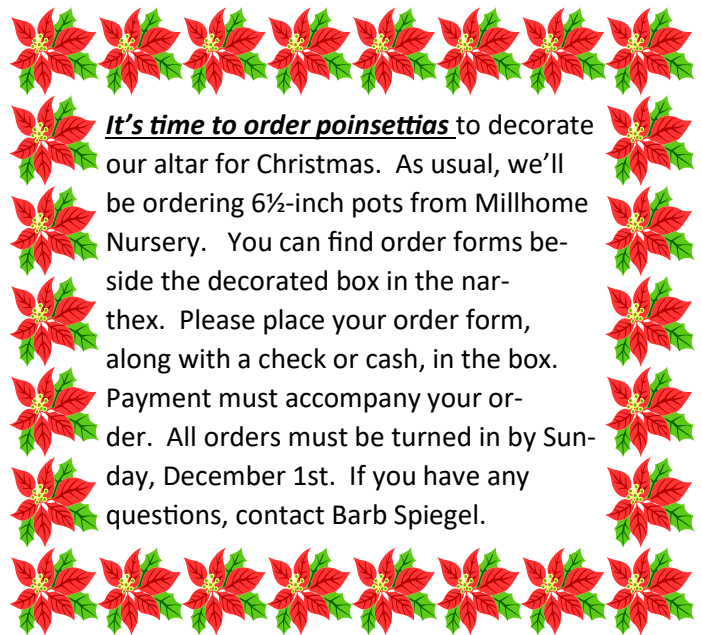 It's time to order poinsettias to decorate
our altar for Christmas.  As usual, we'll
be ordering 6½-inch pots from Millhome
Nursery.   You can find order forms be-
side the decorated box in the nar-
thex.  Please place your order form,
along with a check or cash, in the box.
Payment must accompany your or-
der.  All orders must be turned in by Sun-
day, December 1st.  If you have any
questions, contact Barb Spiegel.